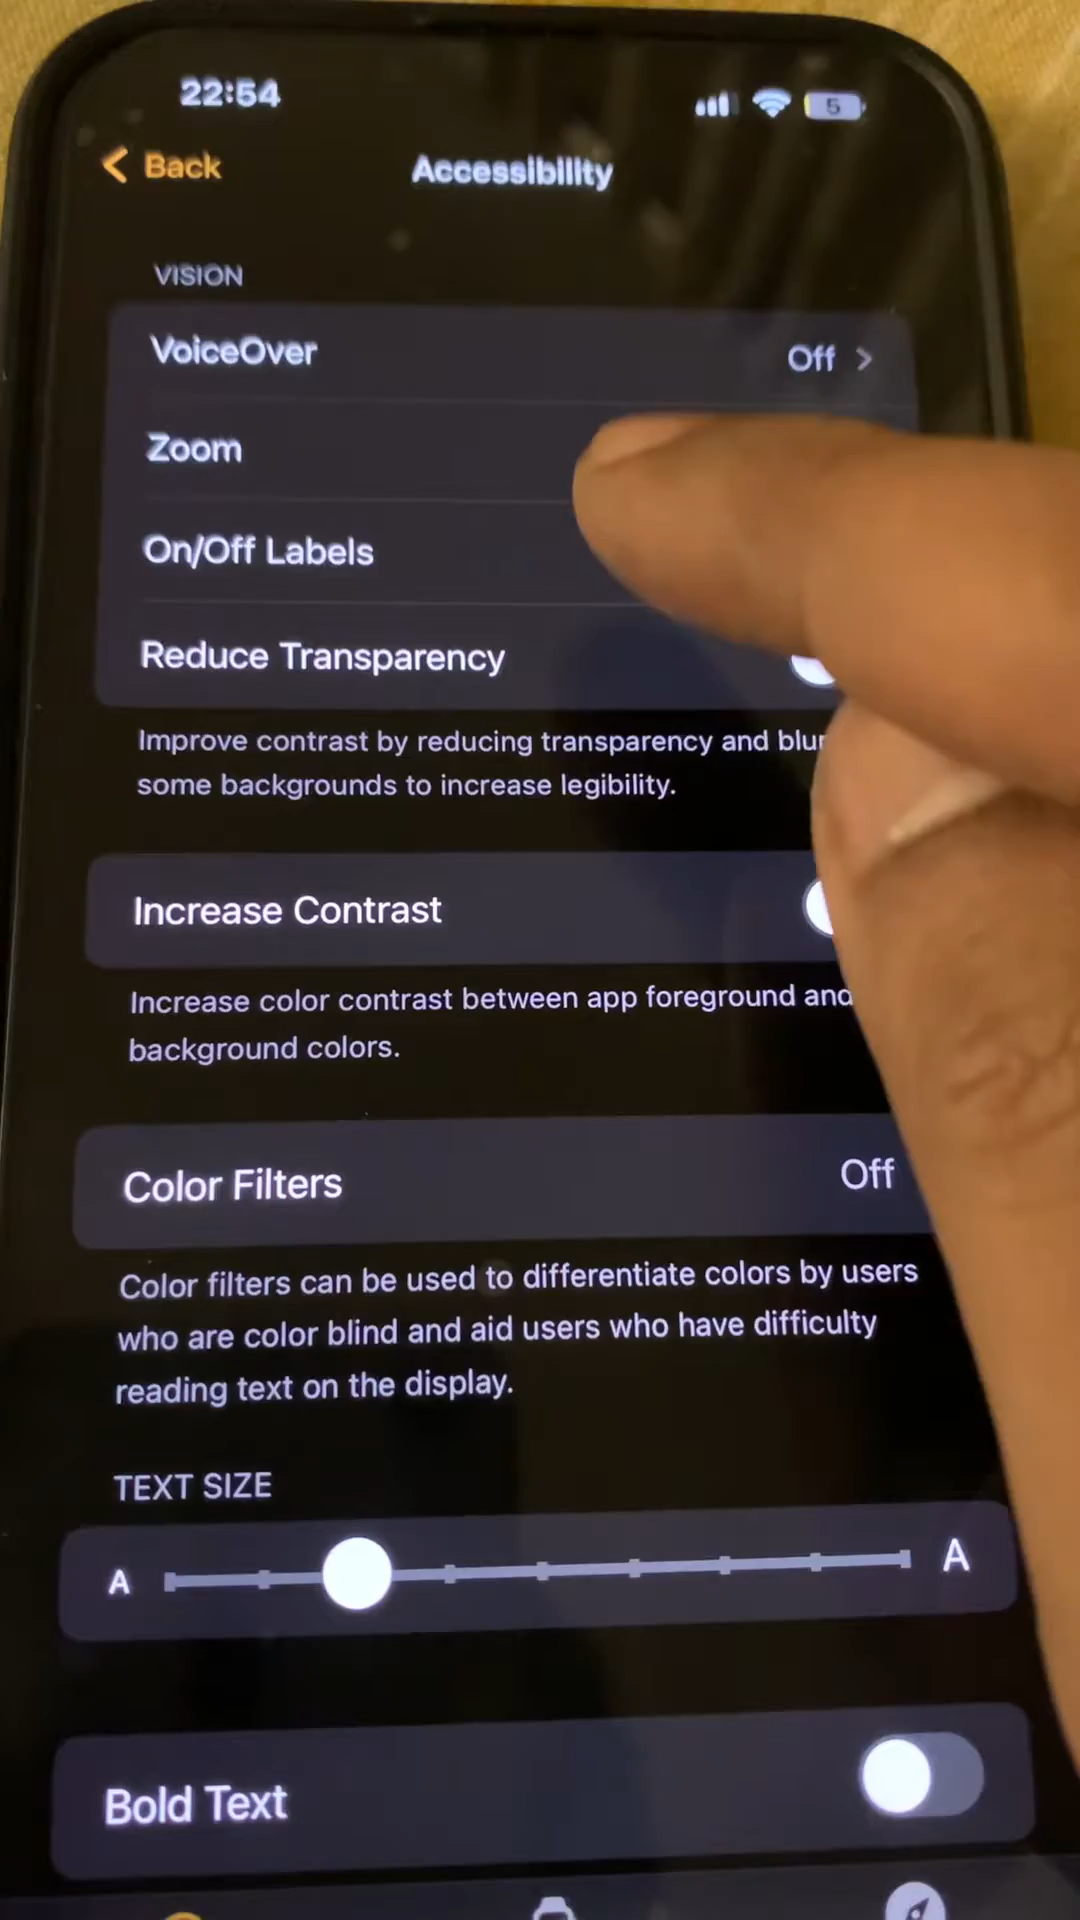 22:54
5
Back
Accessibility
VISION
VoiceOver
Off
Zoom
On/Off Labels
Reduce Transparency
Improve contrast by reducing transparency and blur
some backgrounds to increase legibility.
Increase Contrast
Increase color contrast between app foreground and
background colors.
Color Filters
Off
Color filters can be used to differentiate colors by users
who are color blind and aid users who have difficulty
reading text on the display.
TEXT SIZE
A
A
Bold Text